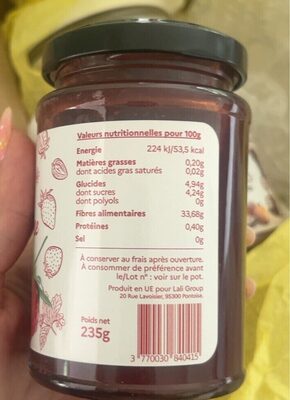 Valeurs nutritionnelles pour 100g
Energie 224 kj/53,5 kcal
Matières grasses 0,20g
dont acides gras saturés 0,02g
Glucides 4,94g
dont sucres 4,24g
dont polyols 0g
Fibres alimentaires 33,68g
Protéines 0,40g
Sel 0g
À conserver au frais après ouverture.
À consommer de préférence avant
le/Lot n° : voir sur le pot.
Produit en UE pour Lali Group
20 Rue Lavoisier, 95300 Pontoise.
Poids net
235g
3 770030 840415